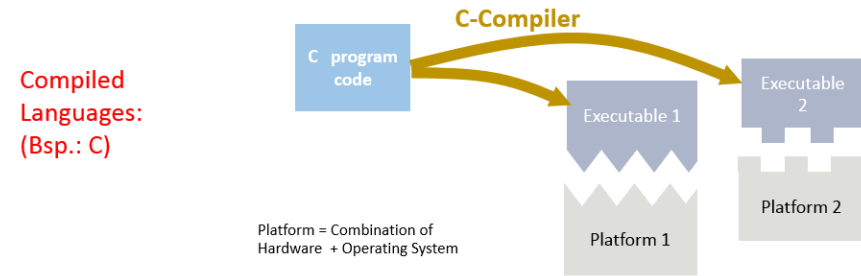 C-Compiler
C program
code
Compiled
Languages:
(Bsp.: C)
Executable 1
Executable
2
Platform 1
Platform 2
Platform = Combination of
Hardware + Operating System